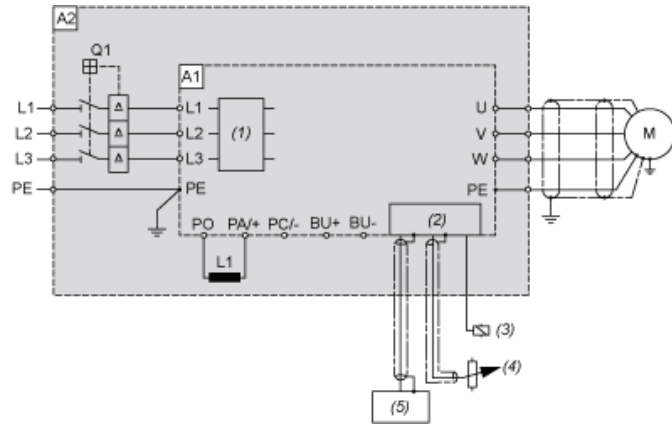 A2
Q1
A1
L1 L1 U
Δ
L2 L2 (1) V M
Δ
L3 L3 W
Δ
PE PE PE
PO PA/+ PC/- BU+ BU- (2)
L1
(3)
(4)
(5)